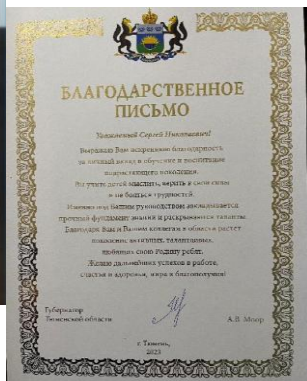 БЛАГОДАРСТВЕННОЕ
ПИСЬМО
Уважаемый Сергей Николаевич!
Выражаю Вам искреннюю благодарность
за личный вклад в обучение и воспитание
подрастающего поколения.
Вы учите детей мыслить, верить в свои силы
и не бояться трудностей.
Именно под Вашим руководством закладывается
прочный фундамент знаний и раскрываются таланты.
Благодаря Вам и Вашим коллегам в области растет
поколение активных, талантливых,
любящих свою Родину ребят.
Желаю дальнейших успехов в работе,
счастья и здоровья, мира и благополучия!
Губернатор
Тюменской области
А.В. Моор
г. Тюмень,
2023